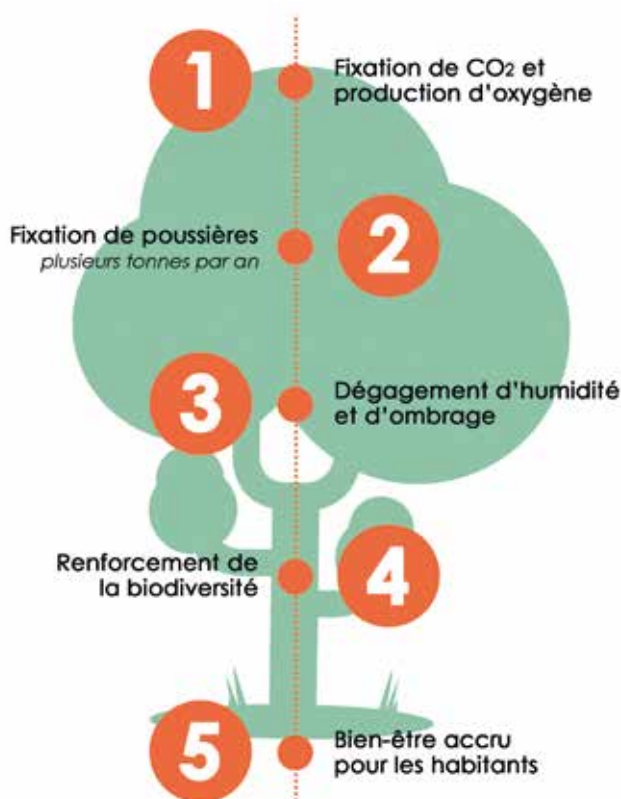 1
Fixation de CO2 et
production d'oxygène
Fixation de poussières
plusieurs tonnes par an
2
3
Dégagement d'humidité
et d'ombrage
Renforcement de
la biodiversité
4
5
Bien-être accru
pour les habitants